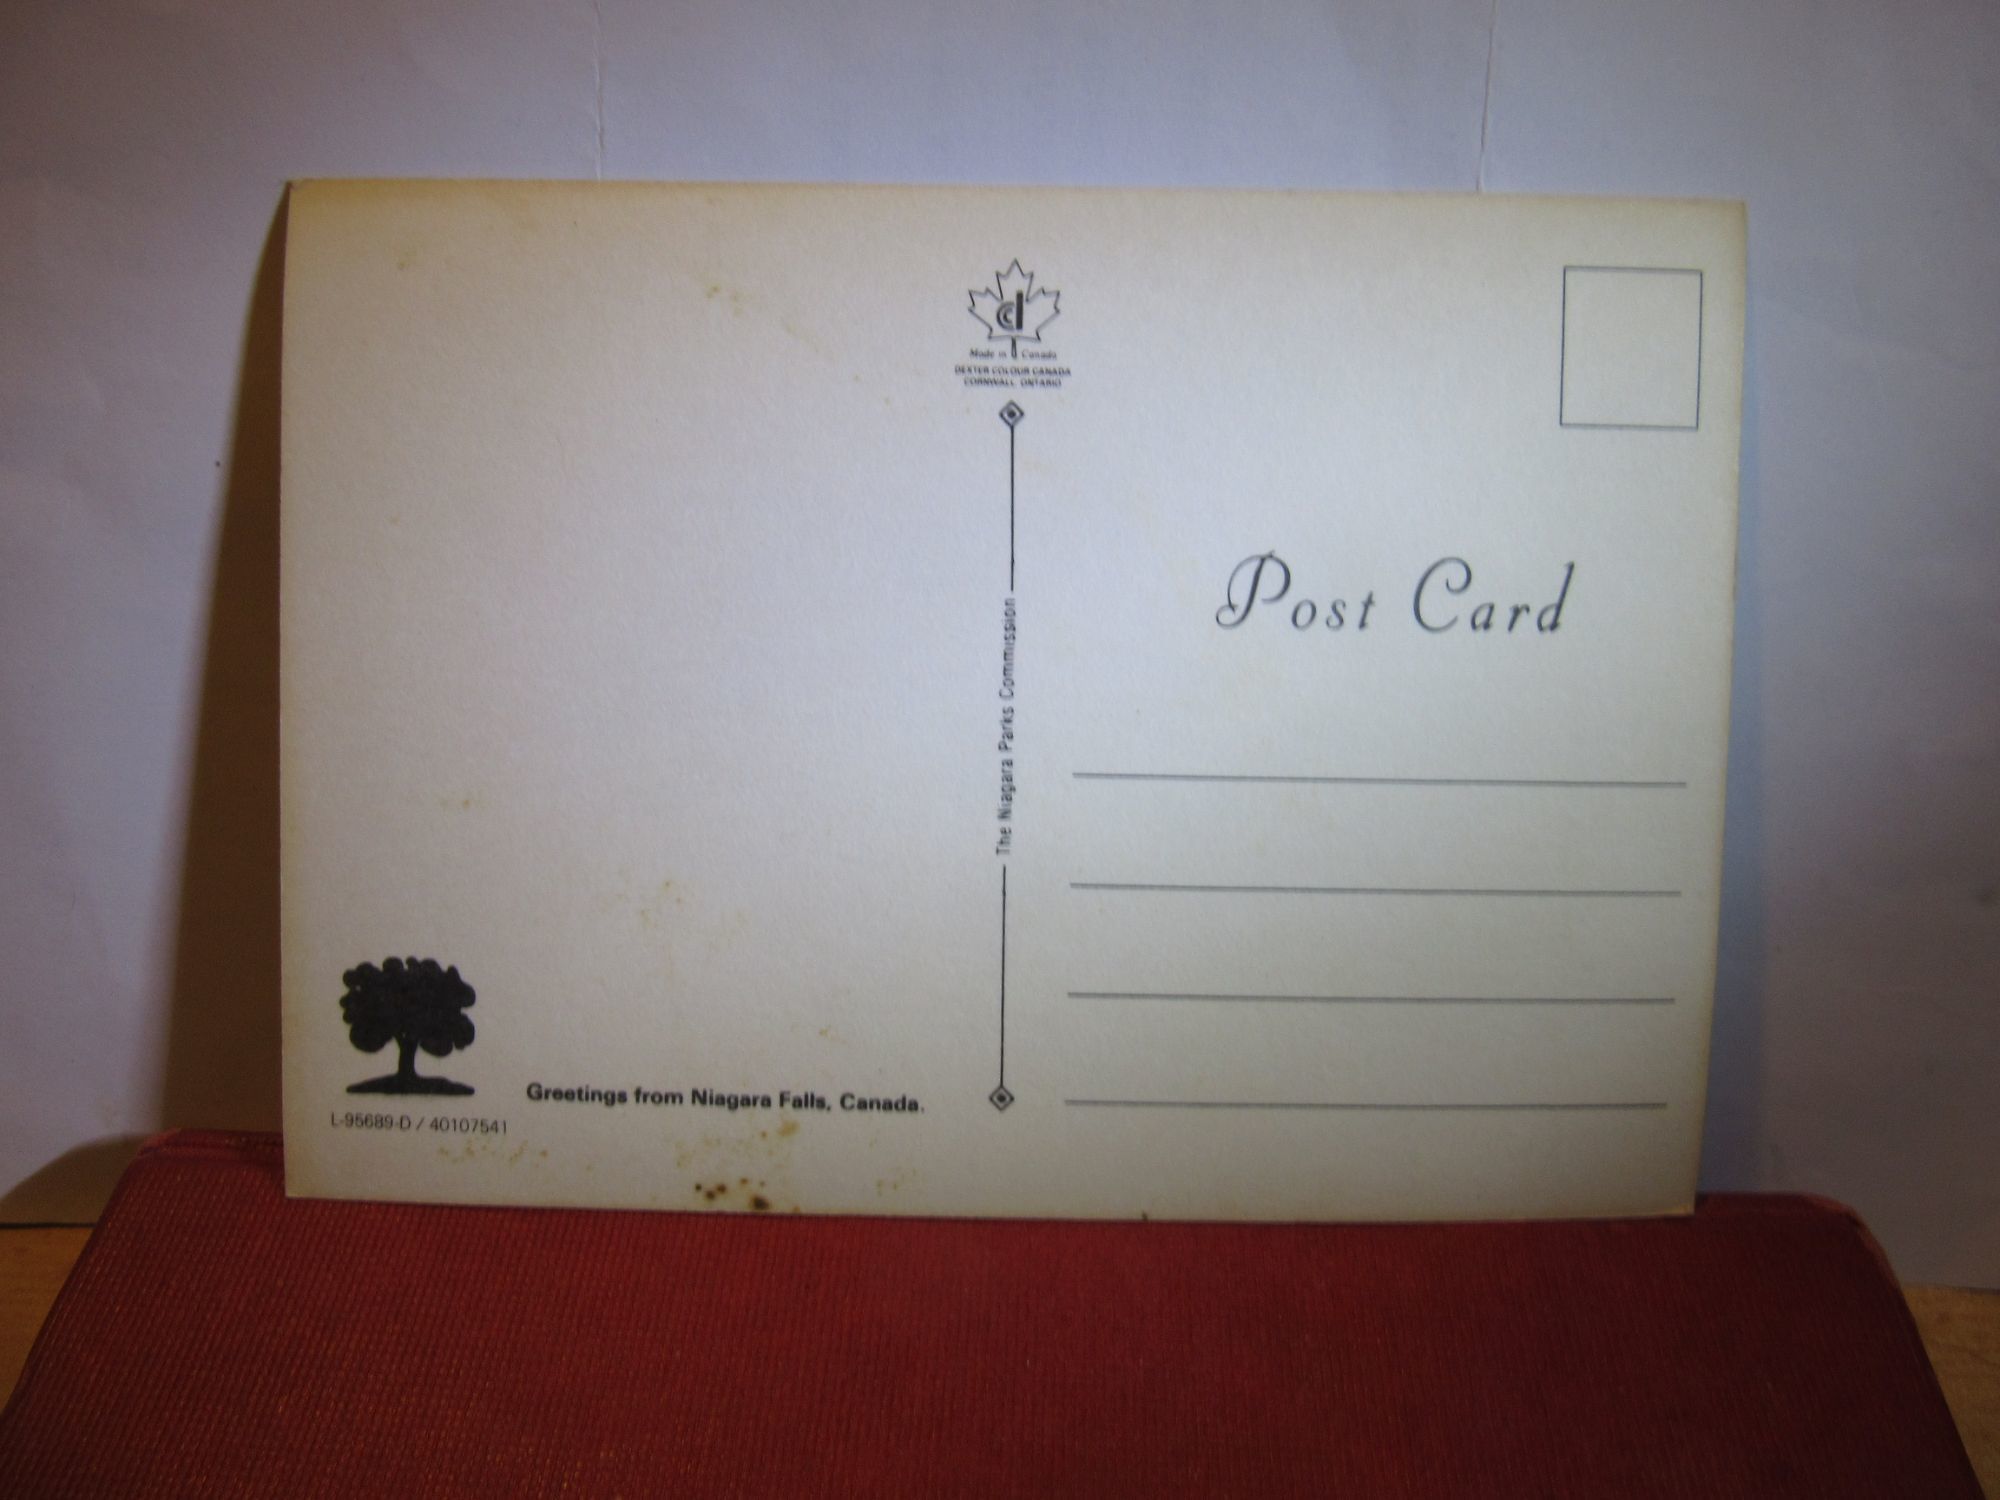 cd
Made in Canada
DEXTER COLOUR CANADA
CORNWALL, ONTARIO
The Niagara Parks Commission
Post Card
Greetings from Niagara Falls, Canada.
L-95689-D / 40107541